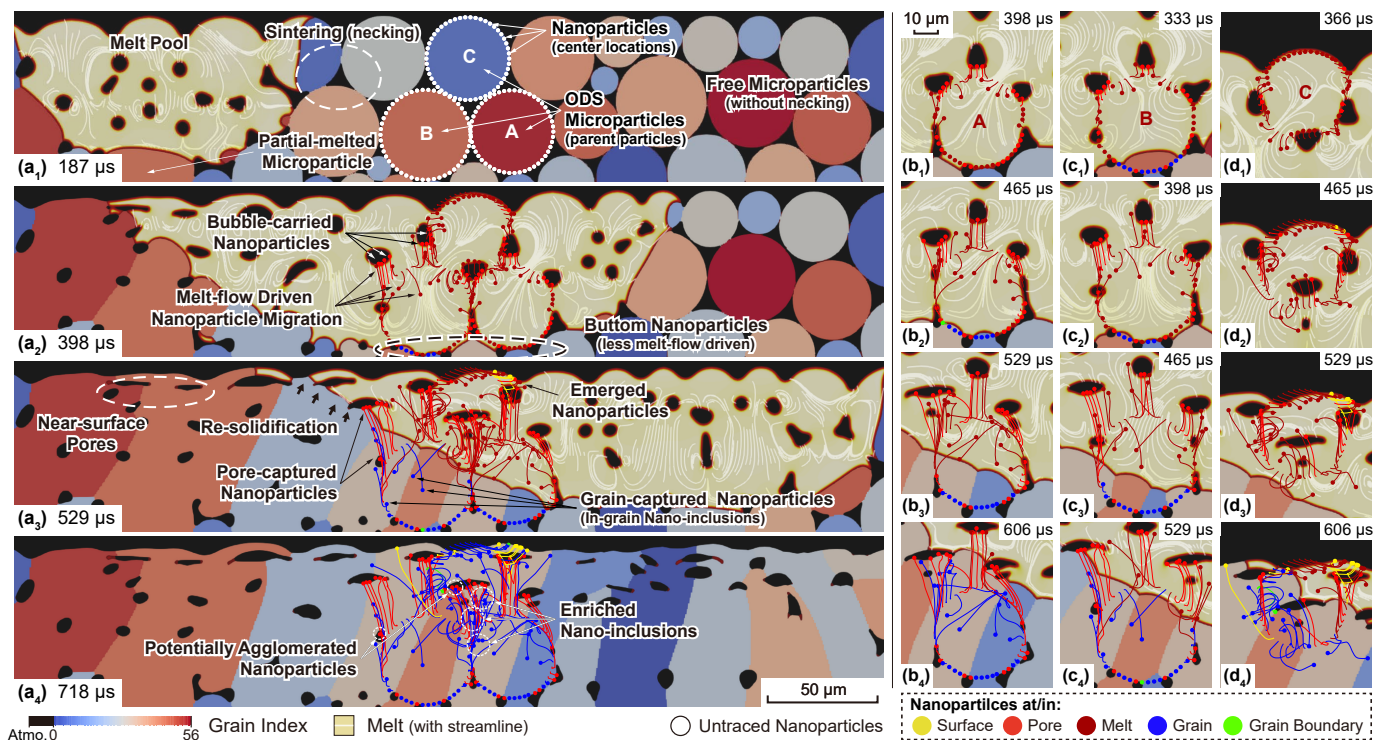 Melt Pool
Sintering (necking)
Nanoparticles
(center locations)
C
B
A
Free Microparticles
(without necking)
ODS
Microparticles
(parent particles)
Partial-melted
Microparticle
(a1) 187 µs
Bubble-carried
Nanoparticles
Melt-flow Driven
Nanoparticle Migration
Buttom Nanoparticles
(less melt-flow driven)
(a2) 398 µs
Near-surface
Pores
Re-solidification
Emerged
Nanoparticles
Pore-captured
Nanoparticles
Grain-captured Nanoparticles
(In-grain Nano-inclusions)
(a3) 529 µs
Enriched
Nano-inclusions
Potentially Agglomerated
Nanoparticles
(a4) 718 µs
50 µm
Atmo. 0 56
Grain Index
Melt (with streamline)
Untraced Nanoparticles
10 µm
398 µs
A
(b1)
333 µs
B
(c1)
366 µs
C
(d1)
465 µs
(b2)
398 µs
(c2)
465 µs
(d2)
529 µs
(b3)
465 µs
(c3)
529 µs
(d3)
606 µs
(b4)
529 µs
(c4)
606 µs
(d4)
Nanopartilces at/in:
Surface Pore Melt Grain Grain Boundary